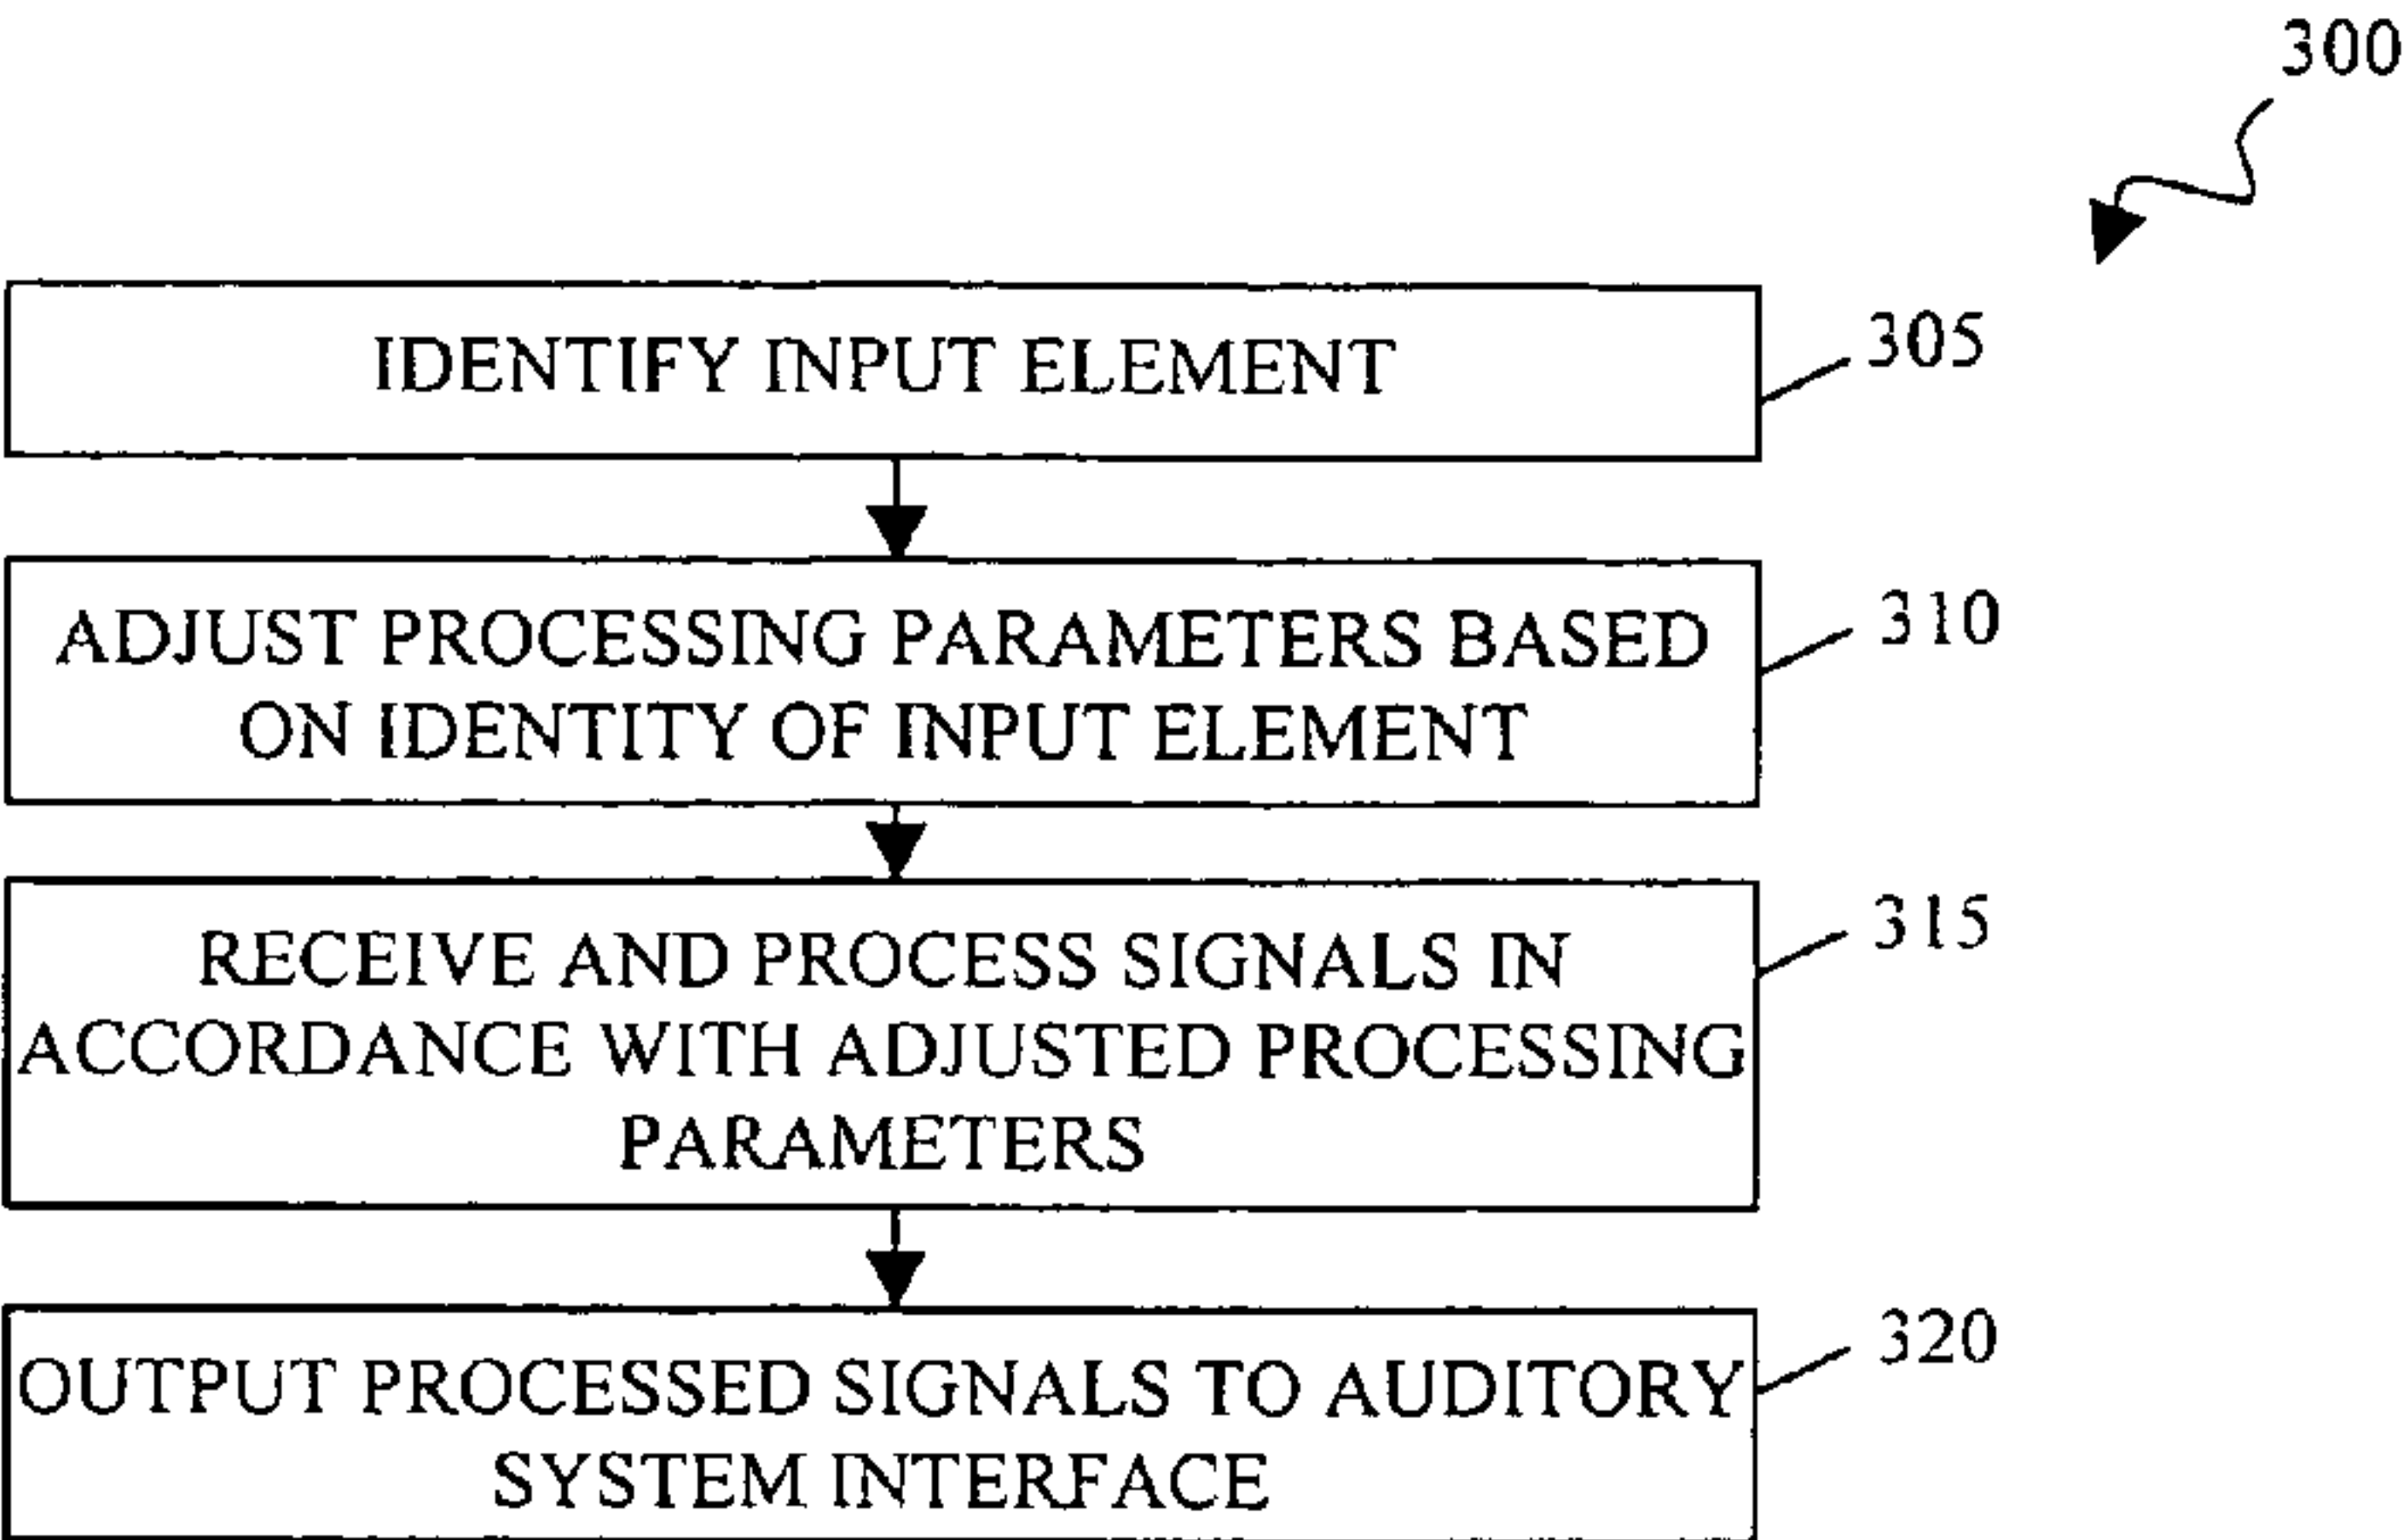 300
IDENTIFY INPUT ELEMENT
305
ADJUST PROCESSING PARAMETERS BASED
ON IDENTITY OF INPUT ELEMENT
310
RECEIVE AND PROCESS SIGNALS IN
ACCORDANCE WITH ADJUSTED PROCESSING
PARAMETERS
315
OUTPUT PROCESSED SIGNALS TO AUDITORY
SYSTEM INTERFACE
320